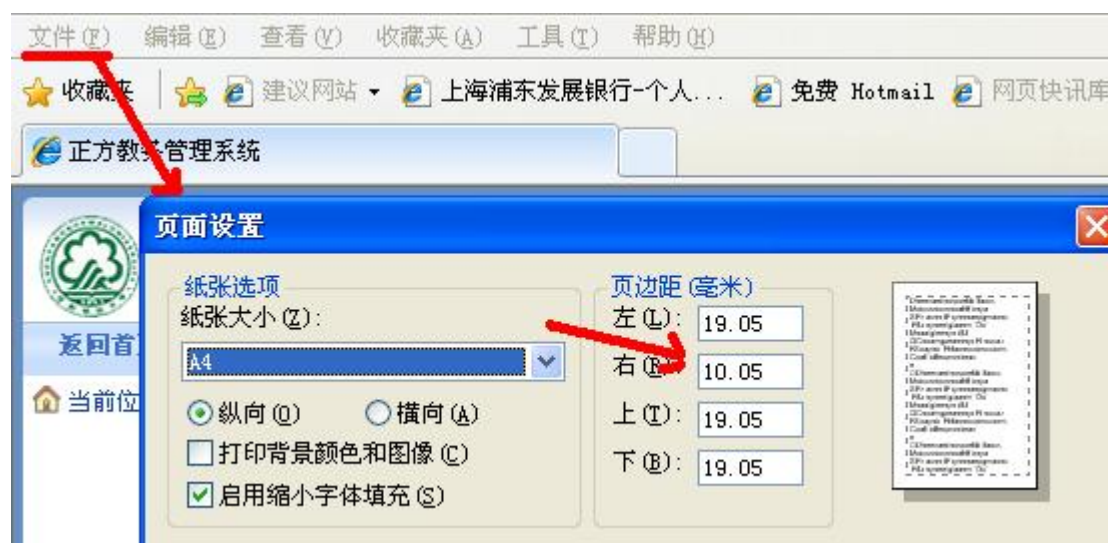 文件(F) 编辑(E) 查看(V) 收藏夹(A) 工具(T) 帮助(H)
收藏夹 建议网站 上海浦东发展银行-个人... 免费 Hotmail 网页快讯库
正方教务管理系统
页面设置
纸张选项
纸张大小(Z):
A4
纵向(O) 横向(A)
打印背景颜色和图像(C)
启用缩小字体填充(S)
页边距(毫米)
左(L): 19.05
右(R): 10.05
上(T): 19.05
下(B): 19.05
返回首
当前位